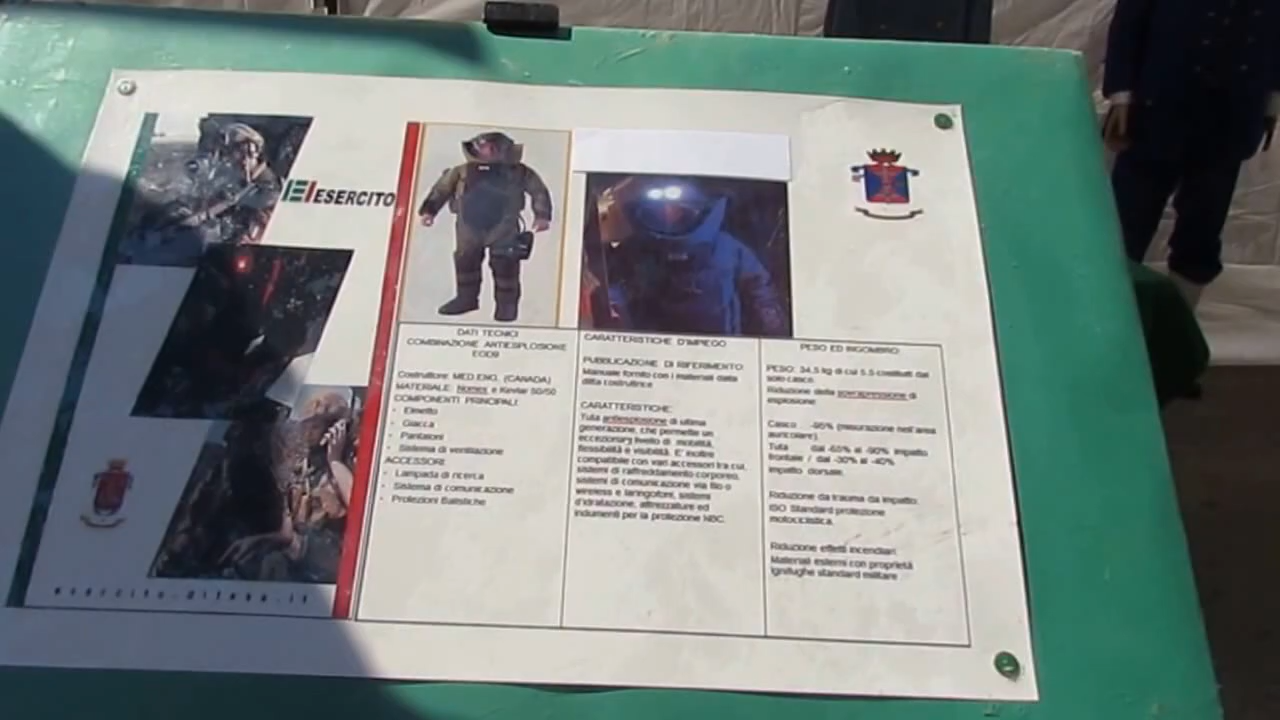 ESERCITO
esercito.difesa.it
DATI TECNICI
COMBINAZIONE ANTIESPLOSIONE
EOD9
Costruttore: MED.ENG. (CANADA)
MATERIALE: Nomex e Kevlar 50/50
COMPONENTI PRINCIPALI:
• Elmetto
• Giacca
• Pantaloni
• Sistema di ventilazione
ACCESSORI:
• Lampada di ricerca
• Sistema di comunicazione
• Protezioni Balistiche
CARATTERISTICHE D'IMPIEGO
PUBBLICAZIONE DI RIFERIMENTO:
Manuale fornito con i materiali dalla
ditta costruttrice
CARATTERISTICHE:
Tuta antiesplosione di ultima
generazione, che permette un
eccezionary livello di mobilità,
flessibilità e visibilità. E' inoltre
compatibile con vari accessori tra cui,
sistemi di raffreddamento corporeo,
sistemi di comunicazione via filo o
wireless e laringofoni, sistemi
d'idratazione, attrezzature ed
indumenti per la protezione NBC.
PESO ED INGOMBRO
PESO: 34.5 kg di cui 5.5 costituiti dal
solo casco.
Riduzione della sovrapressione di
esplosione
Casco -95% (misurazione nell'area
auricolare).
Tuta dal -65% al -90% impatto
frontale / dal -30% al -40%
impatto dorsale.
Riduzione da trauma da impatto:
ISO Standard protezione
motociclistica.
Riduzione effetti incendiari:
Materiali esterni con proprietà
ignifughe standard militare